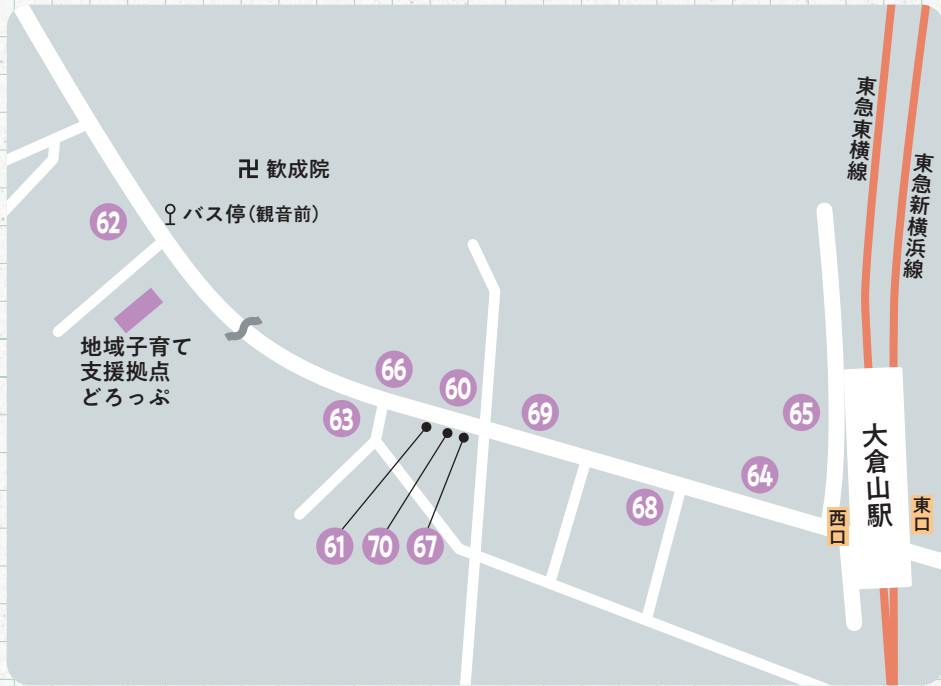 東急東横線
東急新横浜線
卍 歓成院
バス停(観音前)
62
地域子育て
支援拠点
どろっぷ
66
60
63
69
65
64
68
大倉山駅
西口
東口
61
70
67